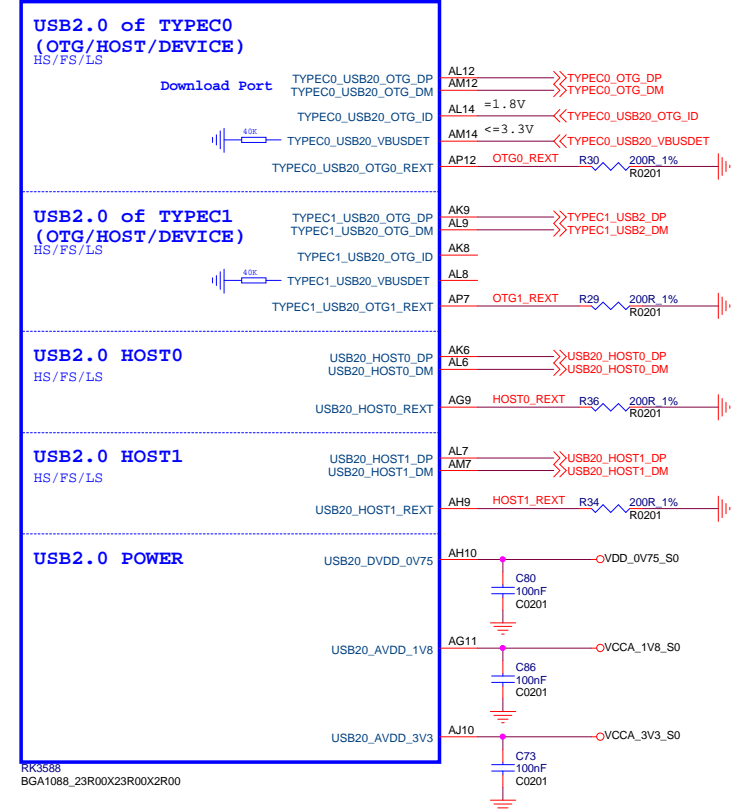 USB2.0 of TYPEC0
(OTG/HOST/DEVICE)
HS/FS/LS
Download Port
TYPEC0_USB20_OTG_DP AL12 TYPEC0_OTG_DP
TYPEC0_USB20_OTG_DM AM12 TYPEC0_OTG_DM
TYPEC0_USB20_OTG_ID AL14 =1.8V TYPEC0_USB20_OTG_ID
40K TYPEC0_USB20_VBUSDET AM14 <=3.3V TYPEC0_USB20_VBUSDET
TYPEC0_USB20_OTG0_REXT AP12 OTG0_REXT R30 200R_1%
R0201
USB2.0 of TYPEC1
(OTG/HOST/DEVICE)
HS/FS/LS
TYPEC1_USB20_OTG_DP AK9 TYPEC1_USB2_DP
TYPEC1_USB20_OTG_DM AL9 TYPEC1_USB2_DM
TYPEC1_USB20_OTG_ID AK8
40K TYPEC1_USB20_VBUSDET AL8
TYPEC1_USB20_OTG1_REXT AP7 OTG1_REXT R29 200R_1%
R0201
USB2.0 HOST0
HS/FS/LS
USB20_HOST0_DP AK6 USB20_HOST0_DP
USB20_HOST0_DM AL6 USB20_HOST0_DM
USB20_HOST0_REXT AG9 HOST0_REXT R36 200R_1%
R0201
USB2.0 HOST1
HS/FS/LS
USB20_HOST1_DP AL7 USB20_HOST1_DP
USB20_HOST1_DM AM7 USB20_HOST1_DM
USB20_HOST1_REXT AH9 HOST1_REXT R34 200R_1%
R0201
USB2.0 POWER
USB20_DVDD_0V75 AH10 VDD_0V75_S0
C80
100nF
C0201
USB20_AVDD_1V8 AG11 VCCA_1V8_S0
C86
100nF
C0201
USB20_AVDD_3V3 AJ10 VCCA_3V3_S0
C73
100nF
C0201
RK3588
BGA1088_23R00X23R00X2R00